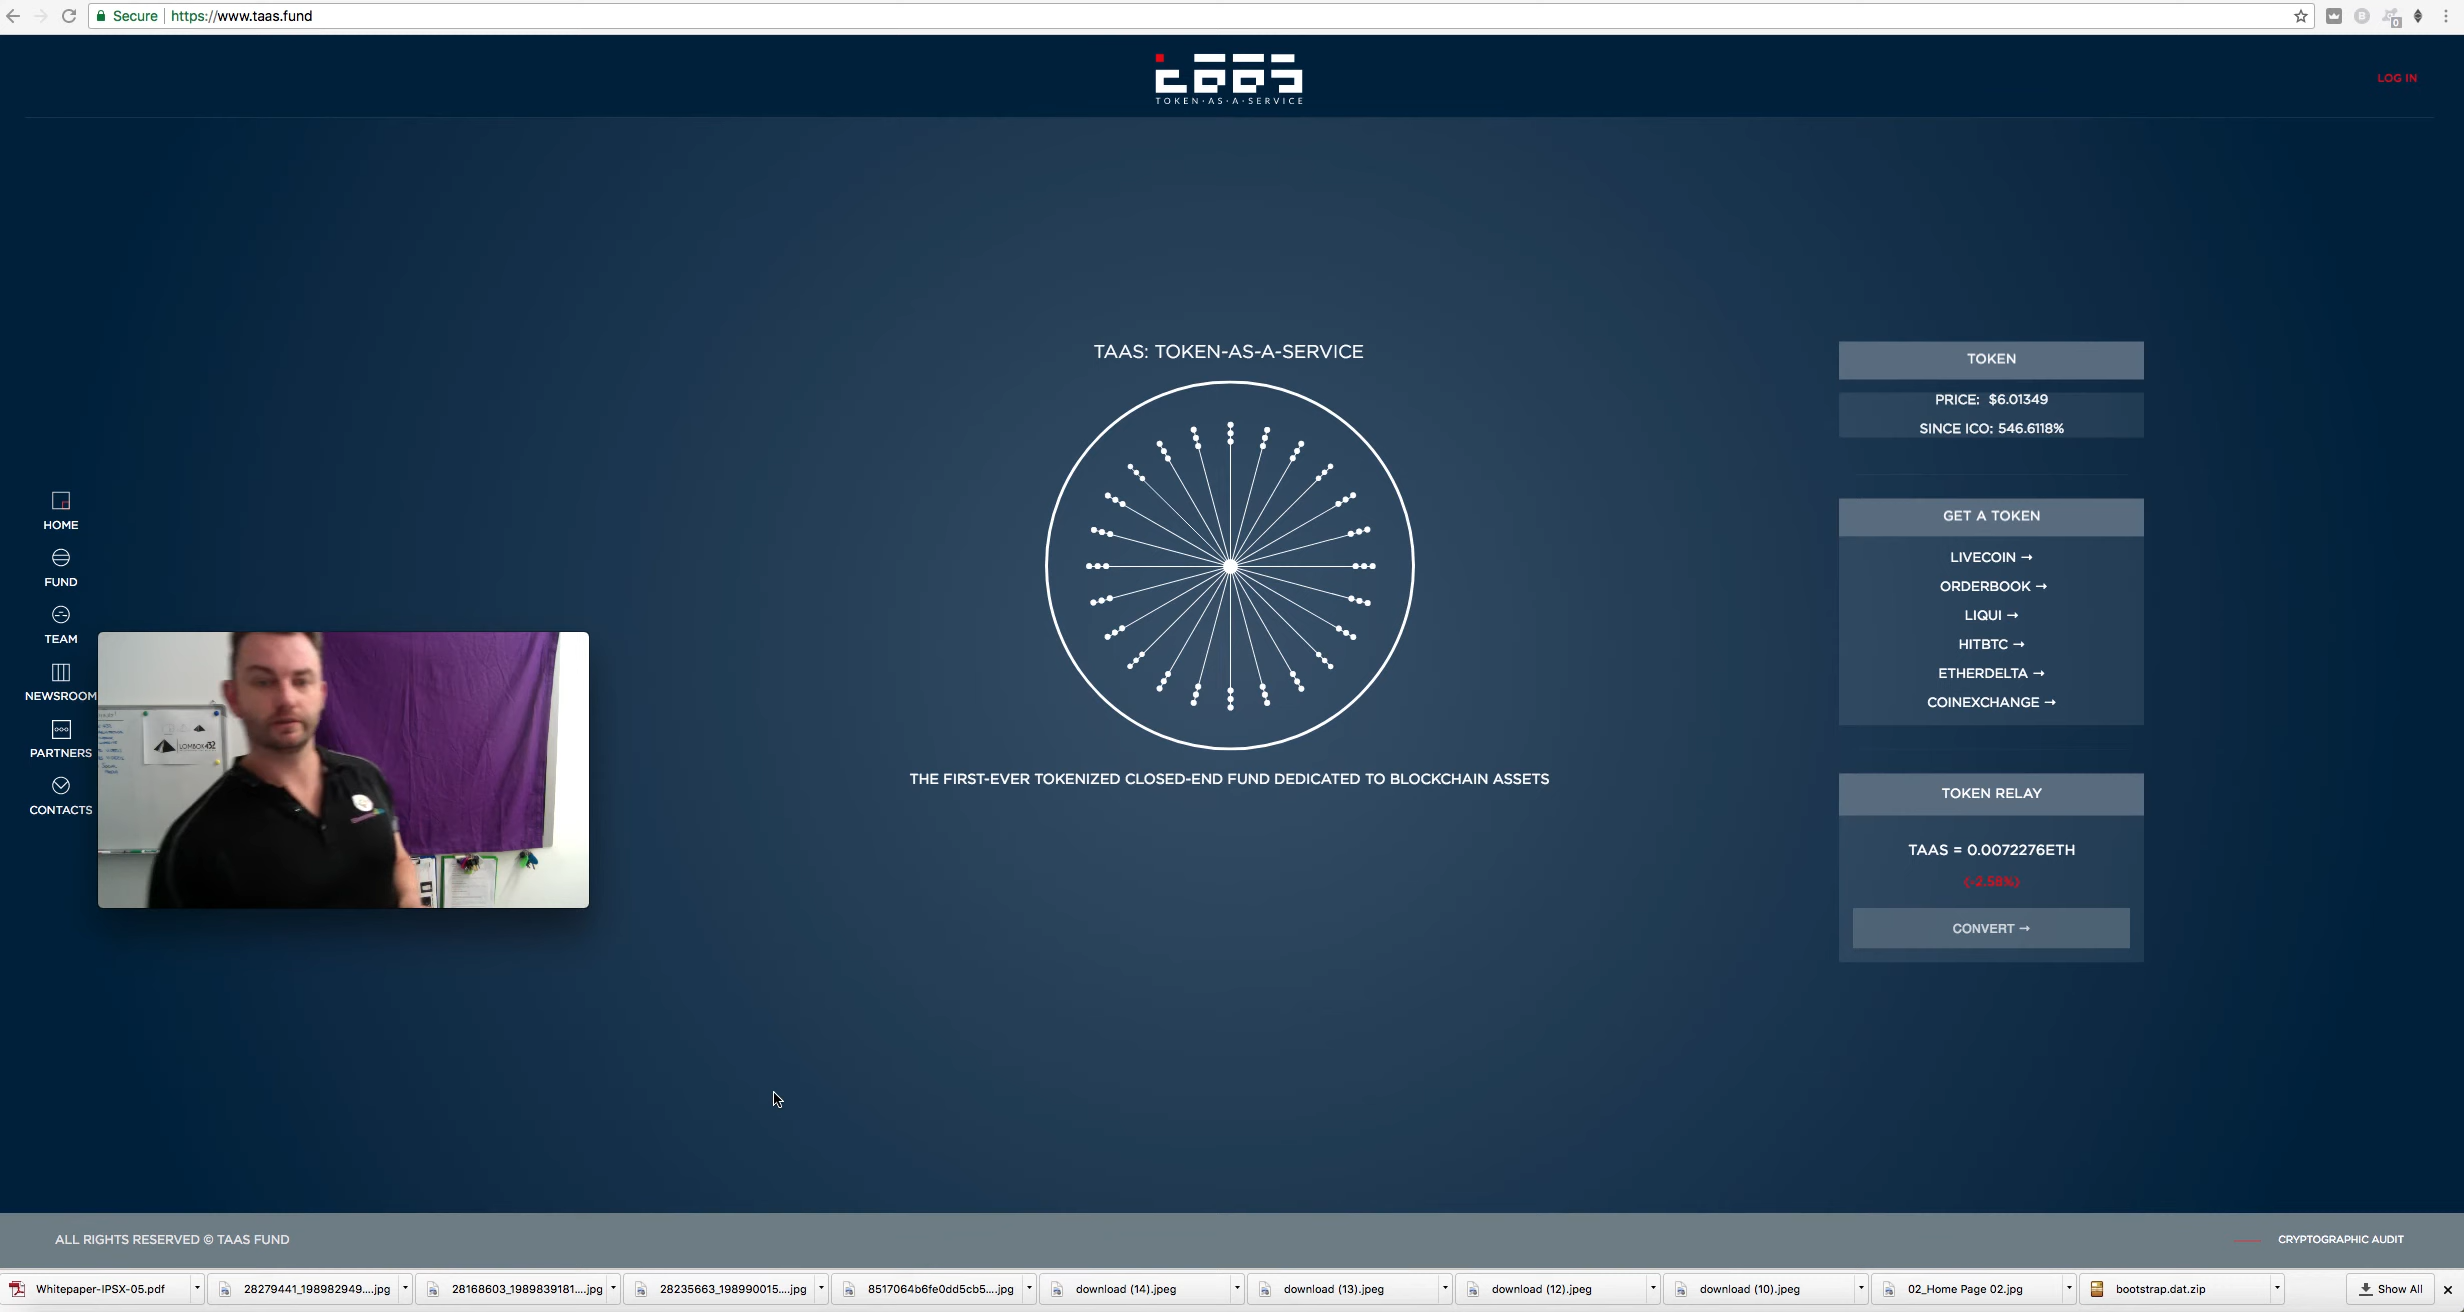 Secure
https://www.taas.fund
0
taas
TOKEN·AS·A·SERVICE
LOG IN
TAAS: TOKEN-AS-A-SERVICE
THE FIRST-EVER TOKENIZED CLOSED-END FUND DEDICATED TO BLOCKCHAIN ASSETS
HOME
FUND
TEAM
NEWSROOM
PARTNERS
CONTACTS
LOMBOK
TOKEN
PRICE: $6.01349
SINCE ICO: 546.6118%
GET A TOKEN
LIVECOIN →
ORDERBOOK →
LIQUI →
HITBTC →
ETHERDELTA →
COINEXCHANGE →
TOKEN RELAY
TAAS = 0.0072276ETH
(-2.58%)
CONVERT →
ALL RIGHTS RESERVED © TAAS FUND
CRYPTOGRAPHIC AUDIT
Whitepaper-IPSX-05.pdf
28279441_198982949....jpg
28168603_1989839181....jpg
28235663_198990015....jpg
8517064b6fe0dd5cb5....jpg
download (14).jpeg
download (13).jpeg
download (12).jpeg
download (10).jpeg
02_Home Page 02.jpg
bootstrap.dat.zip
Show All